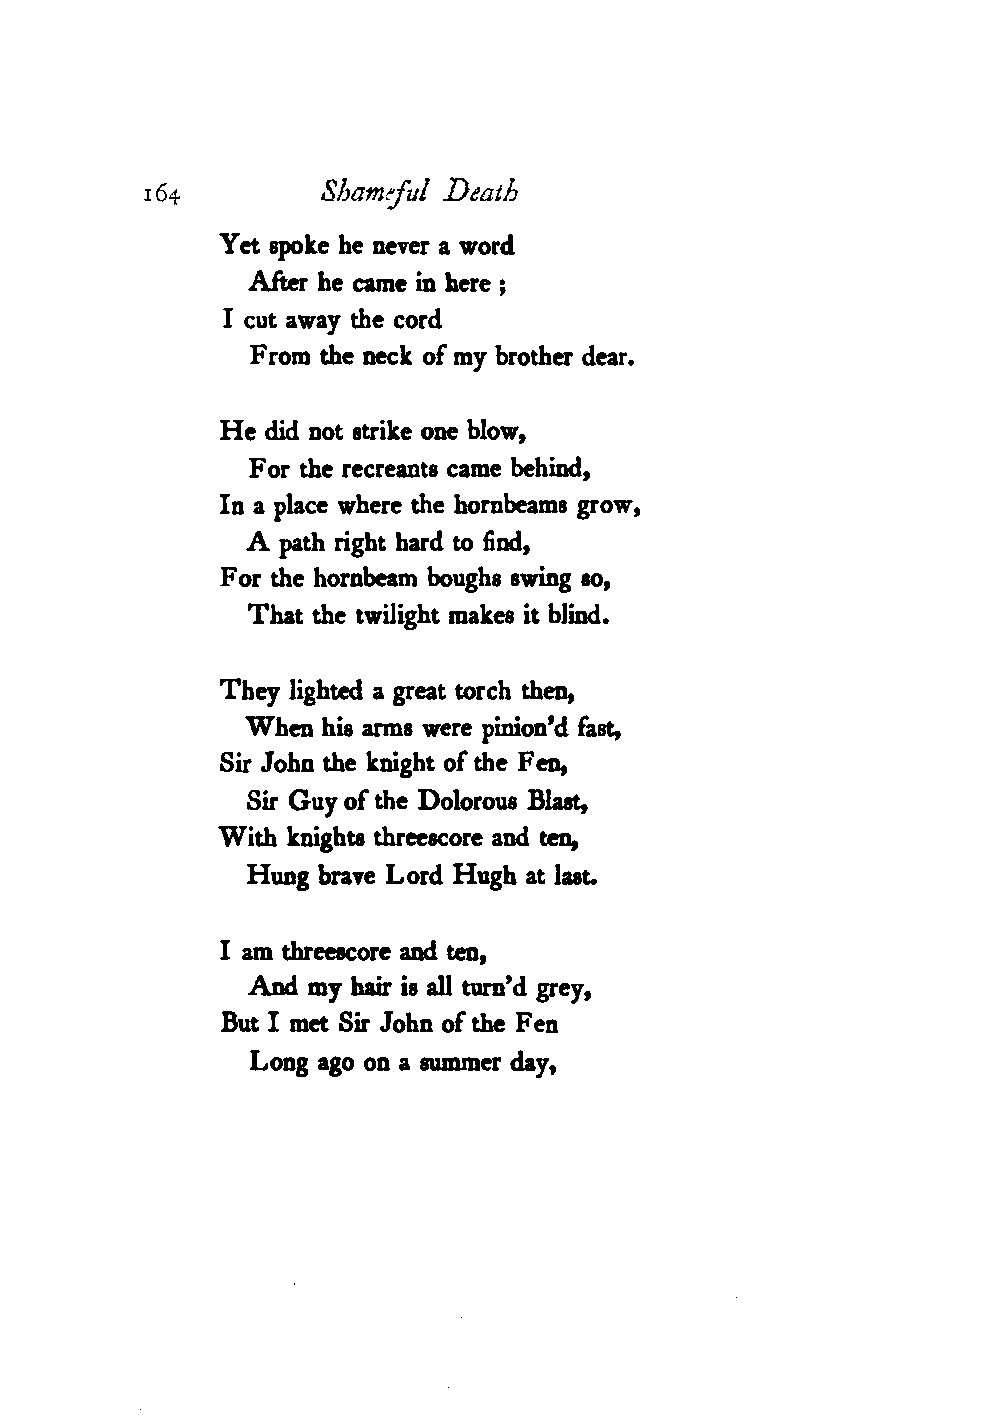 164 Shameful Death
Yet spoke he never a word
After he came in here ;
I cut away the cord
From the neck of my brother dear.
He did not strike one blow,
For the recreants came behind,
In a place where the hornbeams grow,
A path right hard to find,
For the hornbeam boughs swing so,
That the twilight makes it blind.
They lighted a great torch then,
When his arms were pinion'd fast,
Sir John the knight of the Fen,
Sir Guy of the Dolorous Blast,
With knights threescore and ten,
Hung brave Lord Hugh at last.
I am threescore and ten,
And my hair is all turn'd grey,
But I met Sir John of the Fen
Long ago on a summer day,